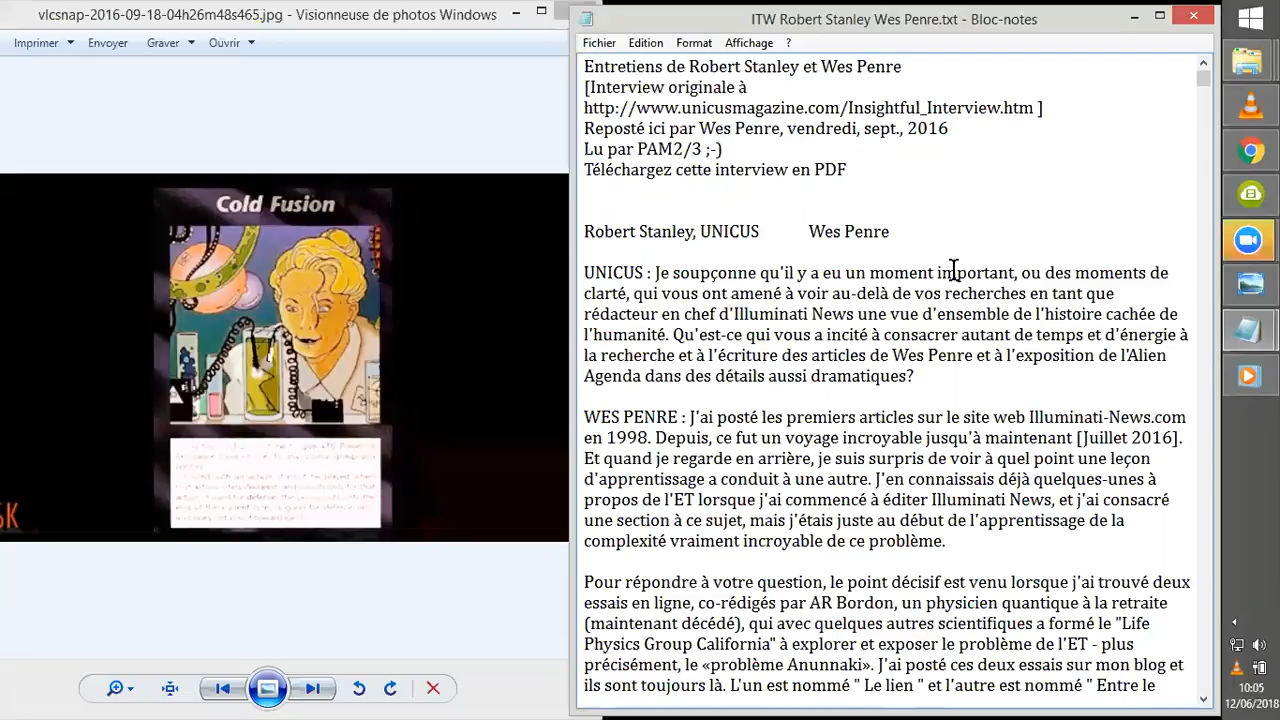 vlcsnap-2016-09-18-04h26m48s465.jpg - Visionneuse de photos Windows
Imprimer
Envoyer
Graver
Ouvrir
Cold Fusion
5K
ITW Robert Stanley Wes Penre.txt - Bloc-notes
Fichier Edition Format Affichage ?
Entretiens de Robert Stanley et Wes Penre
[Interview originale à
http://www.unicusmagazine.com/Insightful_Interview.htm ]
Reposté ici par Wes Penre, vendredi, sept., 2016
Lu par PAM2/3 ;-)
Téléchargez cette interview en PDF
Robert Stanley, UNICUS Wes Penre
UNICUS : Je soupçonne qu'il y a eu un moment important, ou des moments de
clarté, qui vous ont amené à voir au-delà de vos recherches en tant que
rédacteur en chef d'Illuminati News une vue d'ensemble de l'histoire cachée de
l'humanité. Qu'est-ce qui vous a incité à consacrer autant de temps et d'énergie à
la recherche et à l'écriture des articles de Wes Penre et à l'exposition de l'Alien
Agenda dans des détails aussi dramatiques?
WES PENRE : J'ai posté les premiers articles sur le site web Illuminati-News.com
en 1998. Depuis, ce fut un voyage incroyable jusqu'à maintenant [Juillet 2016].
Et quand je regarde en arrière, je suis surpris de voir à quel point une leçon
d'apprentissage a conduit à une autre. J'en connaissais déjà quelques-unes à
propos de l'ET lorsque j'ai commencé à éditer Illuminati News, et j'ai consacré
une section à ce sujet, mais j'étais juste au début de l'apprentissage de la
complexité vraiment incroyable de ce problème.
Pour répondre à votre question, le point décisif est venu lorsque j'ai trouvé deux
essais en ligne, co-rédigés par AR Bordon, un physicien quantique à la retraite
(maintenant décédé), qui avec quelques autres scientifiques a formé le "Life
Physics Group California" à explorer et exposer le problème de l'ET - plus
précisément, le «problème Anunnaki». J'ai posté ces deux essais sur mon blog et
ils sont toujours là. L'un est nommé " Le lien " et l'autre est nommé " Entre le
10:05
12/06/2018